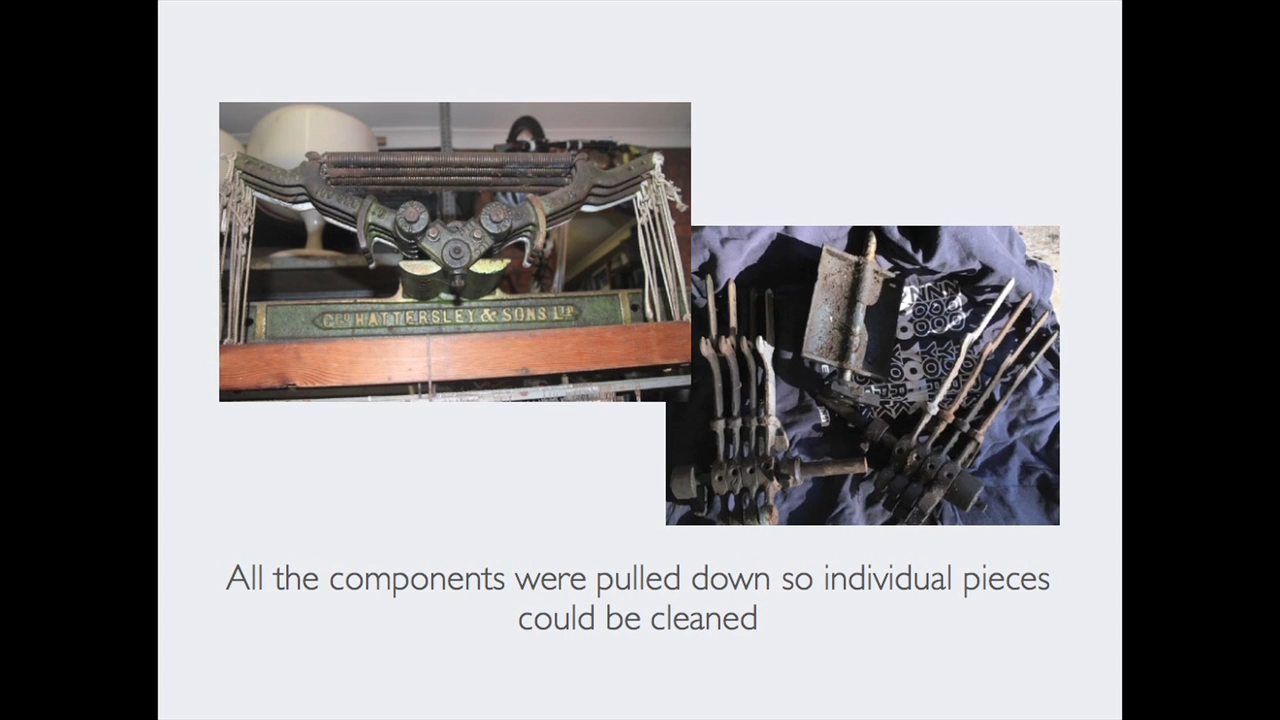 GEO HATTERSLEY & SONS LTD
All the components were pulled down so individual pieces
could be cleaned